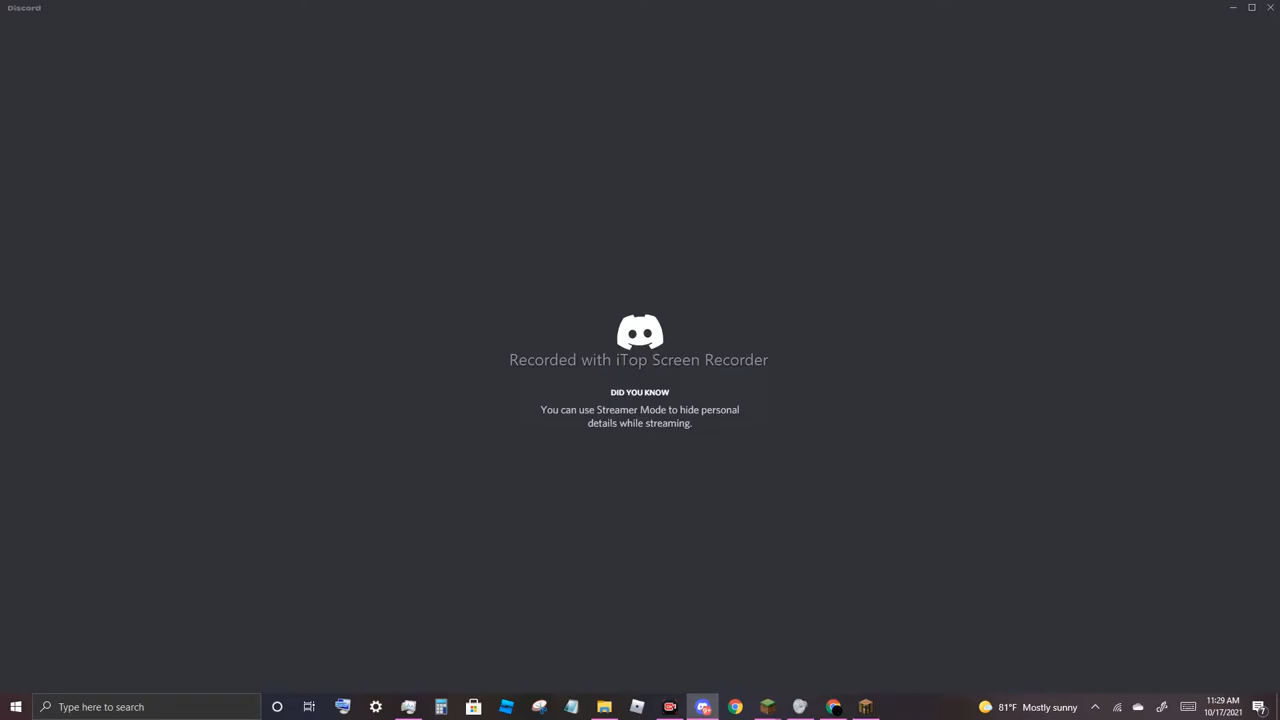 Discord
Recorded with iTop Screen Recorder
DID YOU KNOW
You can use Streamer Mode to hide personal
details while streaming.
Type here to search
81°F Mostly sunny
11:29 AM
10/17/2021